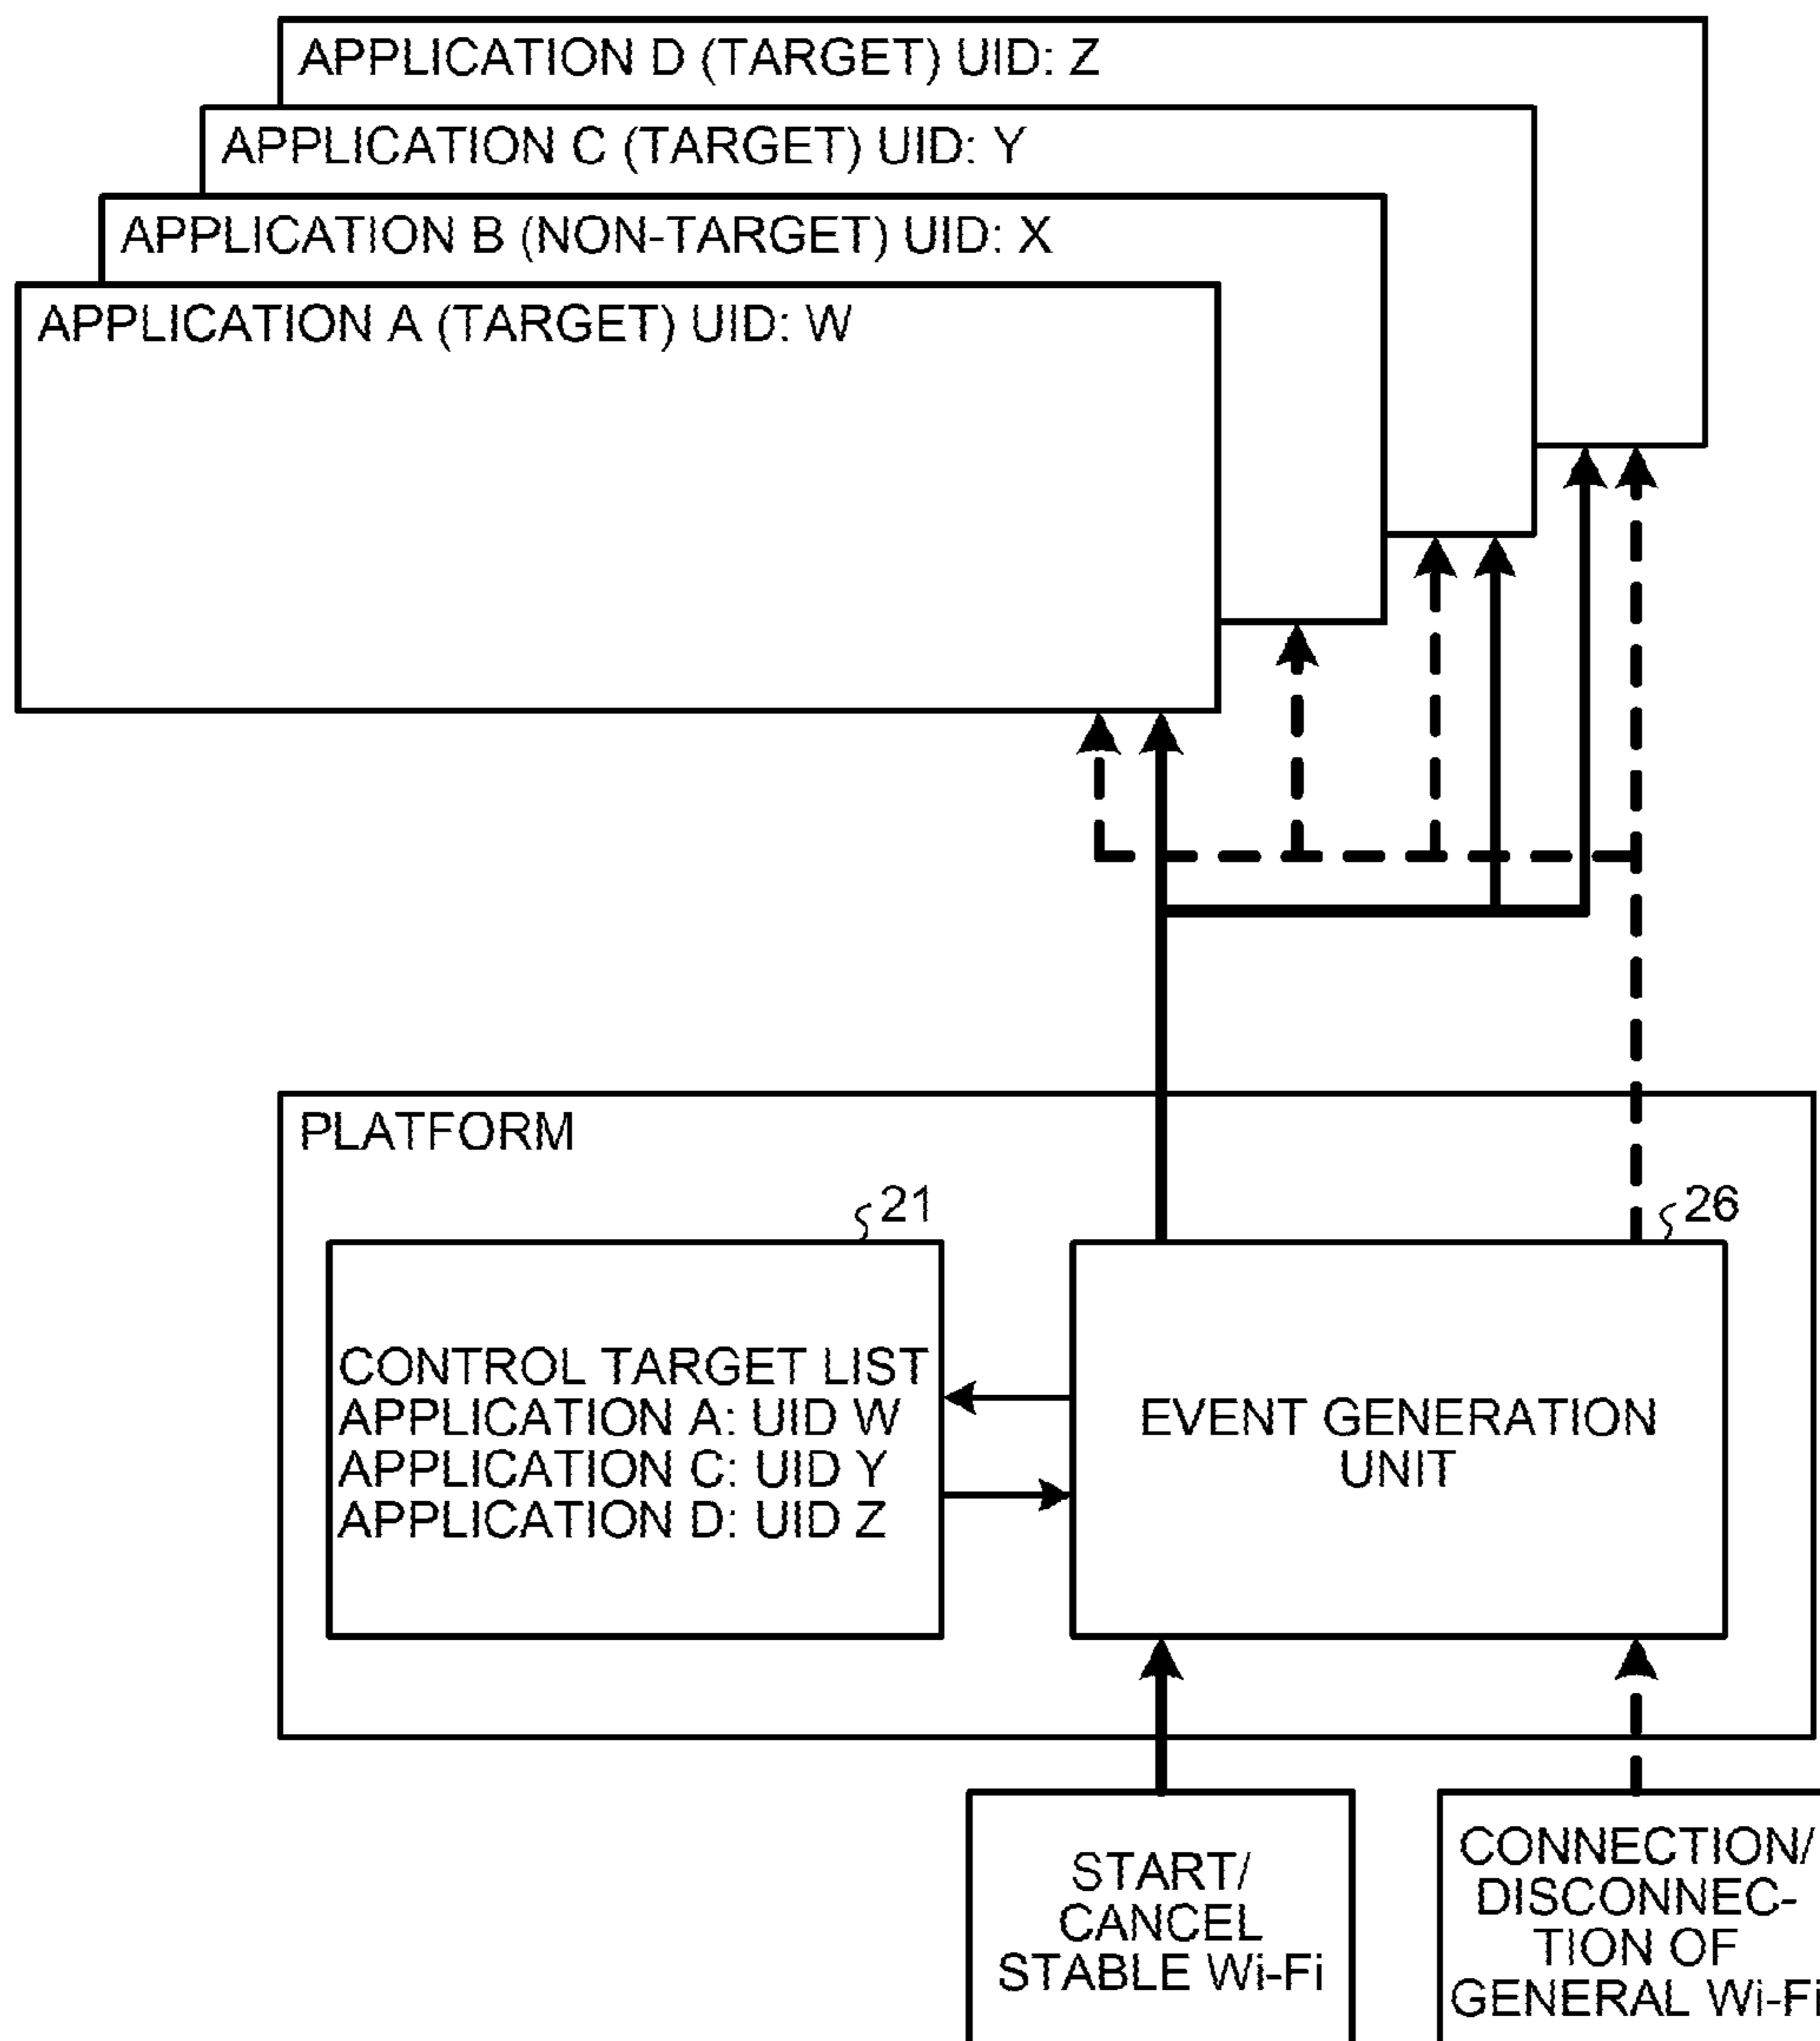 APPLICATION D (TARGET) UID: Z
APPLICATION C (TARGET) UID: Y
APPLICATION B (NON-TARGET) UID: X
APPLICATION A (TARGET) UID: W
PLATFORM
21
26
CONTROL TARGET LIST
APPLICATION A: UID W
APPLICATION C: UID Y
APPLICATION D: UID Z
EVENT GENERATION
UNIT
START/
CANCEL
STABLE Wi-Fi
CONNECTION/
DISCONNEC-
TION OF
GENERAL Wi-Fi